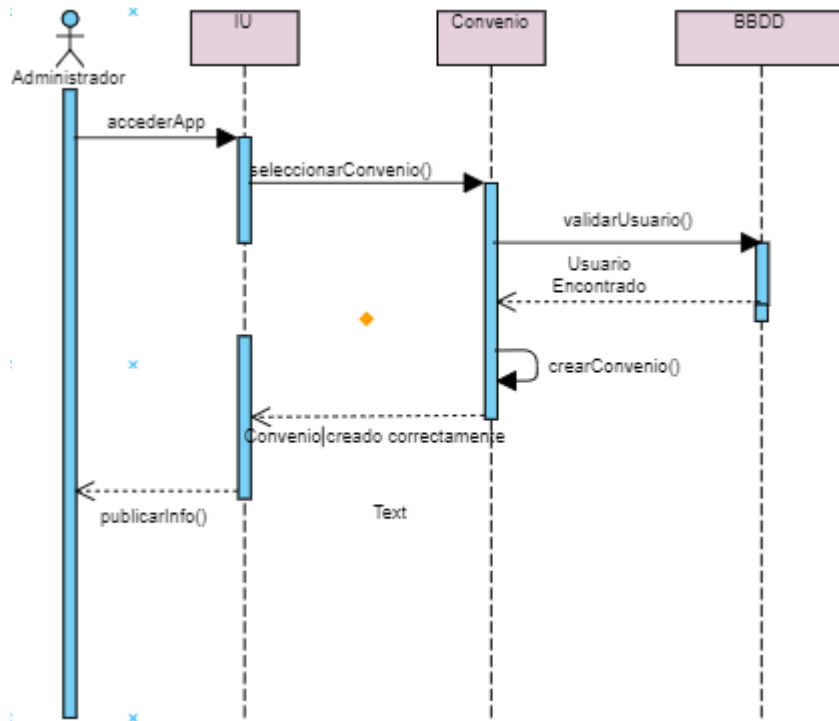 IU
Convenio
BBDD
Administrador
accederApp
seleccionarConvenio()
validarUsuario()
Usuario
Encontrado
crearConvenio()
Convenio creado correctamente
publicarInfo()
Text